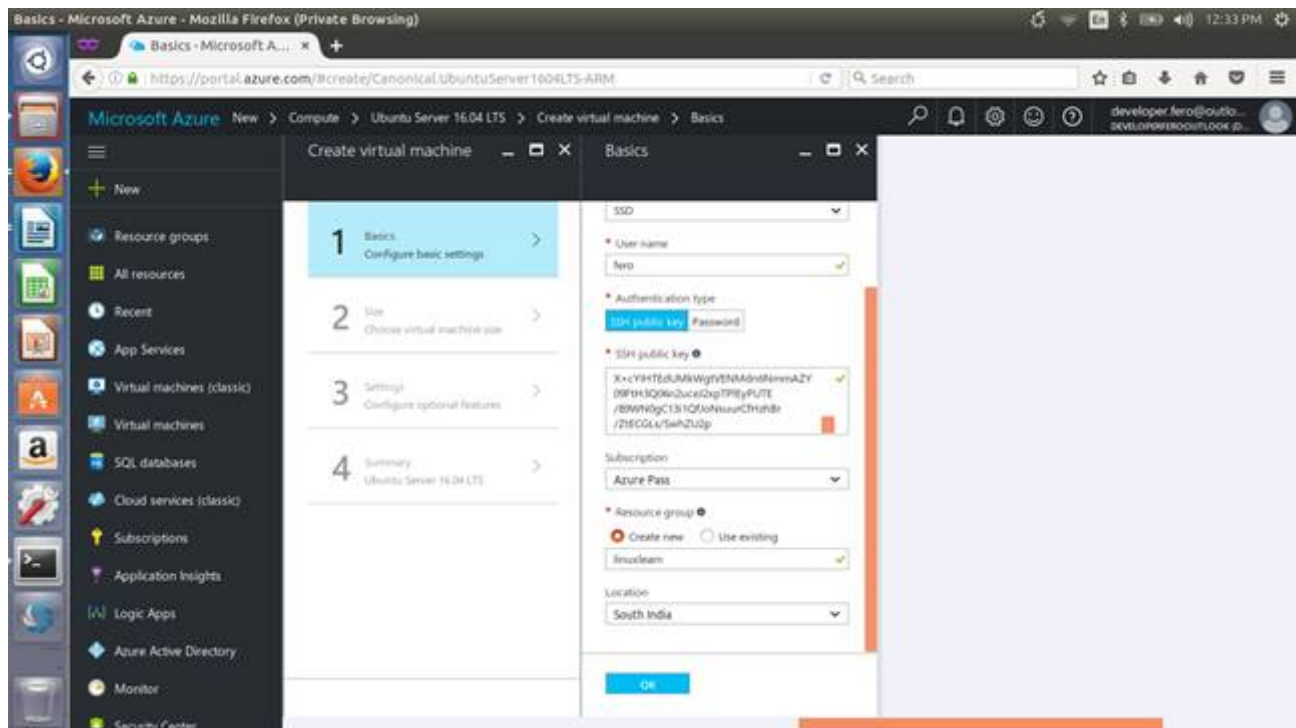 Basics - Microsoft Azure - Mozilla Firefox (Private Browsing)
En
12:33 PM
Basics - Microsoft A...
https://portal.azure.com/#create/Canonical.UbuntuServer1604LTS-ARM
Search
Microsoft Azure New > Compute > Ubuntu Server 16.04 LTS > Create virtual machine > Basics
developer.fero@outlo...
Create virtual machine
Basics
New
Resource groups
All resources
Recent
App Services
Virtual machines (classic)
Virtual machines
SQL databases
Cloud services (classic)
Subscriptions
Application Insights
Logic Apps
Azure Active Directory
Monitor
Security Center
1
Basics
Configure basic settings
2
Size
Choose virtual machine size
3
Settings
Configure optional features
4
Summary
Ubuntu Server 16.04 LTS
SSD
* User name
fero
* Authentication type
SSH public key
Password
* SSH public key
Subscription
Azure Pass
* Resource group
Create new
Use existing
linuxlearn
Location
South India
OK